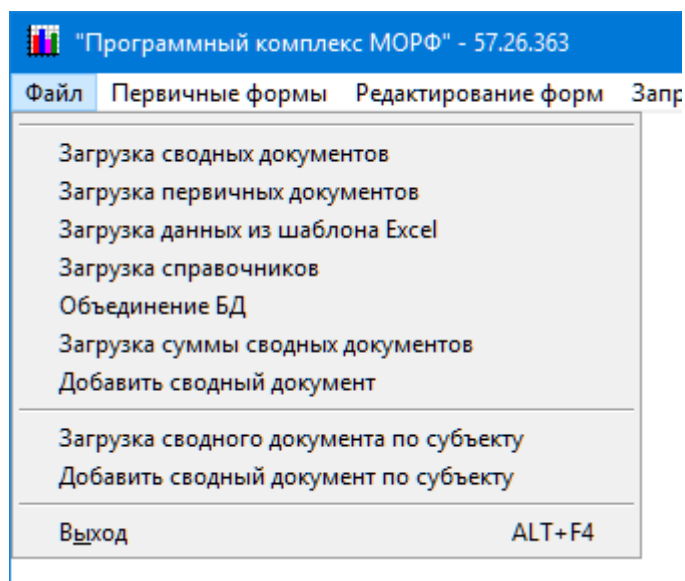 "Программный комплекс МОРФ" - 57.26.363
Файл Первичные формы Редактирование форм
Загрузка сводных документов
Загрузка первичных документов
Загрузка данных из шаблона Excel
Загрузка справочников
Объединение БД
Загрузка суммы сводных документов
Добавить сводный документ
Загрузка сводного документа по субъекту
Добавить сводный документ по субъекту
Выход ALT+F4